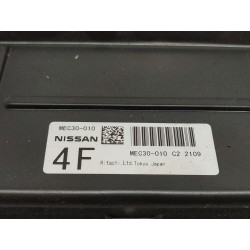 MEC30-010
NISSAN
4F
MEC30-010 C2 2109
Hitachi,Ltd.Tokyo Japan